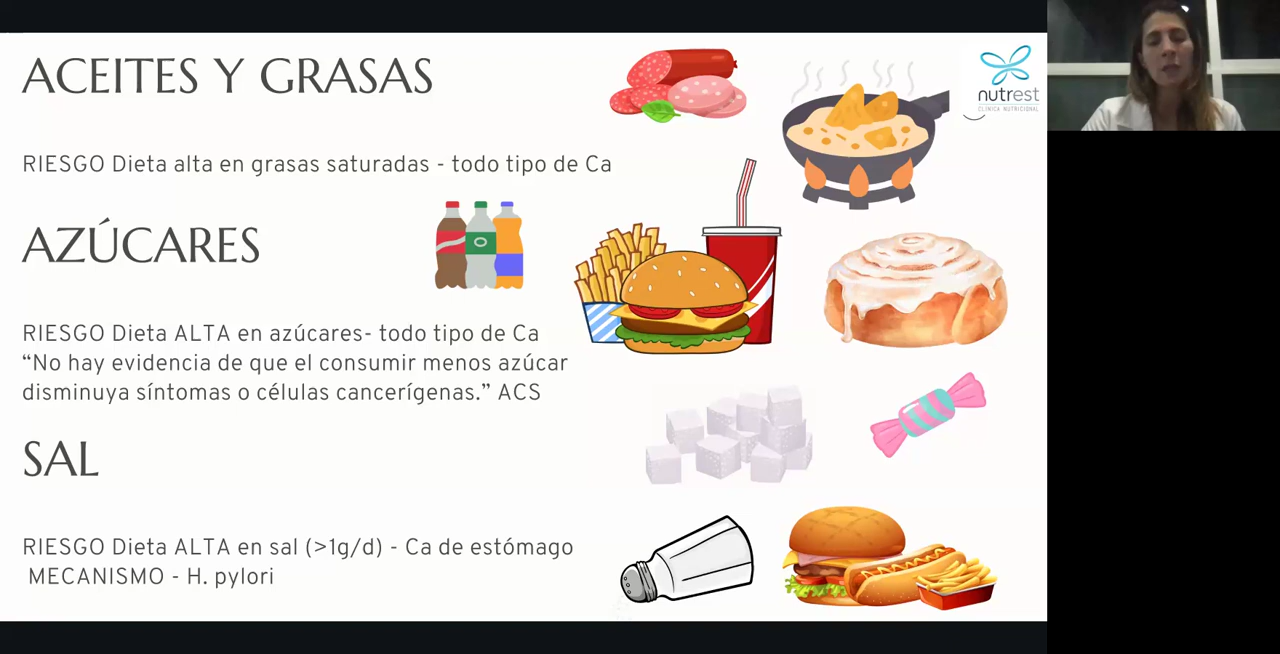 ACEITES Y GRASAS
RIESGO Dieta alta en grasas saturadas - todo tipo de Ca
AZÚCARES
RIESGO Dieta ALTA en azúcares- todo tipo de Ca
“No hay evidencia de que el consumir menos azúcar
disminuya síntomas o células cancerígenas.” ACS
SAL
RIESGO Dieta ALTA en sal (>1g/d) - Ca de estómago
MECANISMO - H. pylori
nutrest
CLÍNICA NUTRICIONAL